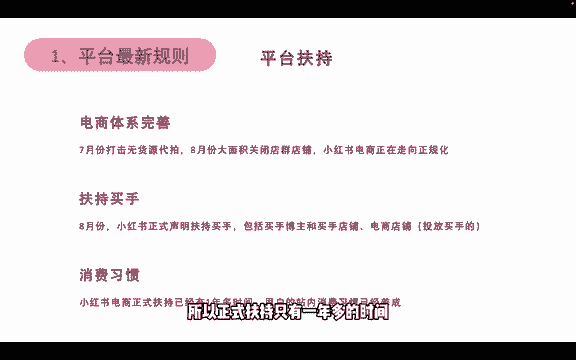 1、平台最新规则
平台扶持
电商体系完善
7月份打击无货源代拍，8月份大面积关闭店群店铺，小红书电商正在走向正规化
扶持买手
8月份，小红书正式声明扶持买手，包括买手博主和买手店铺、电商店铺（投放买手的）
消费习惯
小红书电商正式扶持已经有1年多时间，用户的站内消费习惯已经养成
所以正式扶持只有一年多的时间